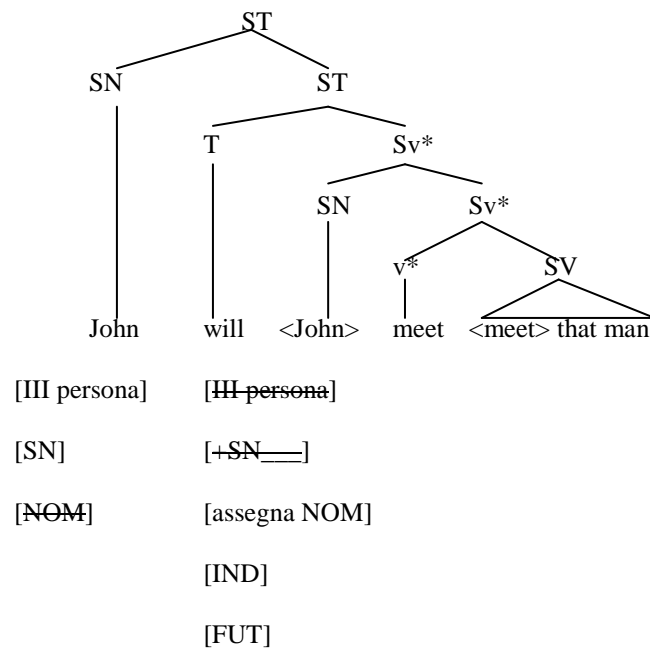 ST
SN ST
T Sv*
SN Sv*
v* SV
John will <John> meet <meet> that man
[III persona] [III persona]
[SN] [+SN___]
[NOM] [assegna NOM]
[IND]
[FUT]